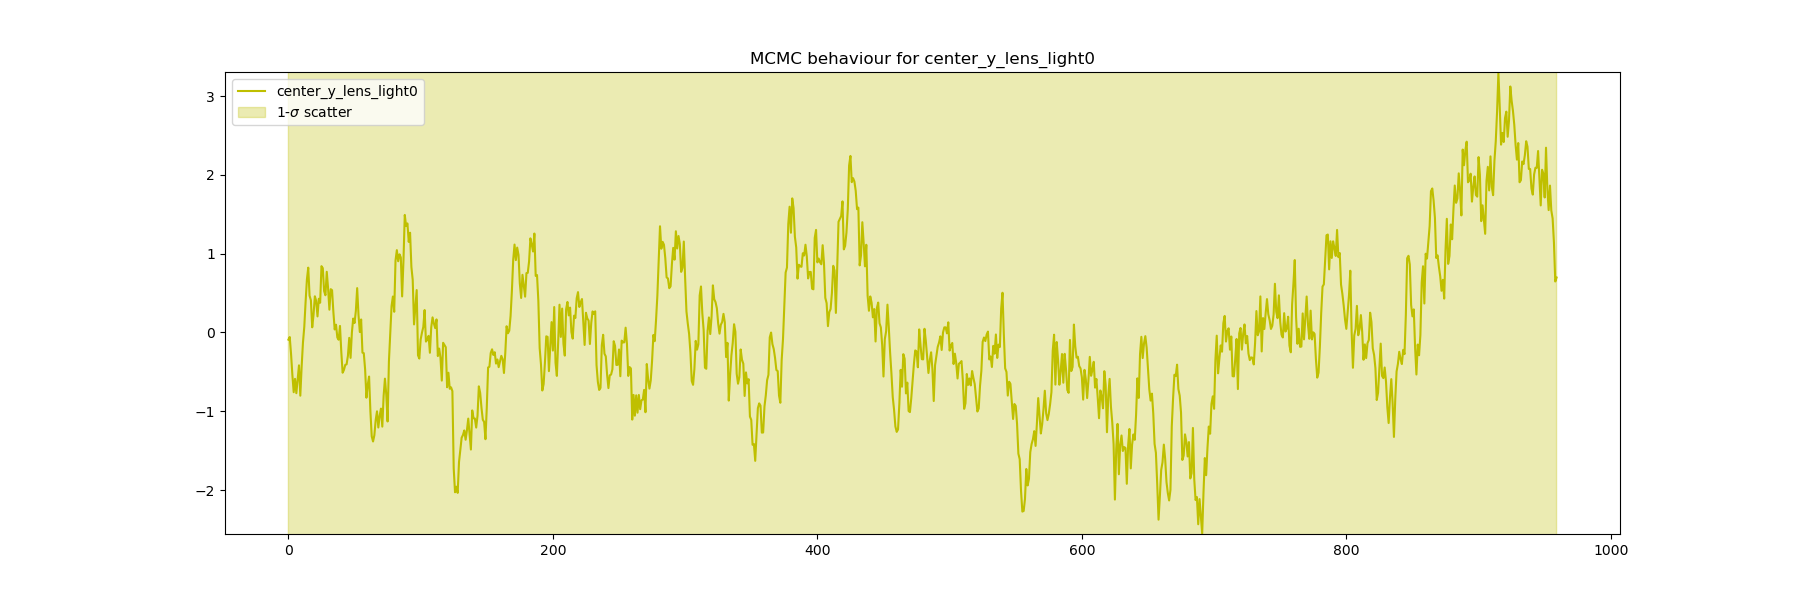 MCMC behaviour for center_y_lens_light0
center_y_lens_light0
1-σ scatter
3
2
1
0
−1
−2
0 200 400 600 800 1000